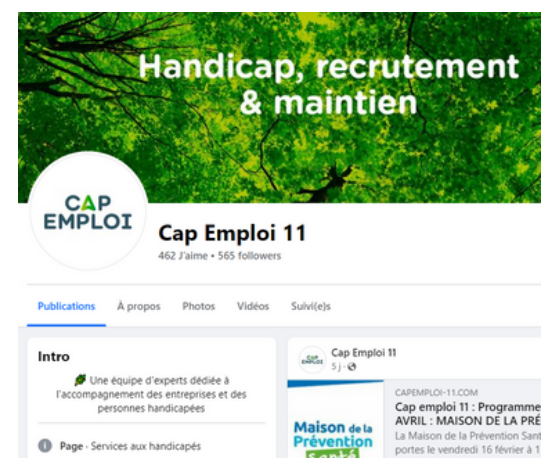 Handicap, recrutement
& maintien
CAP
EMPLOI
Cap Emploi 11
462 J'aime • 565 followers
Publications À propos Photos Vidéos Suivi(e)s
Intro
Une équipe d'experts dédiée à
l'accompagnement des entreprises et des
personnes handicapées
Page · Services aux handicapés
CAP
EMPLOI
Cap Emploi 11
5 j ·
Maison de la
Prévention
Santé
CAPEMPLOI-11.COM
Cap emploi 11 : Programme
AVRIL : MAISON DE LA PRÉ
La Maison de la Prévention Sant
portes le vendredi 16 février à 1